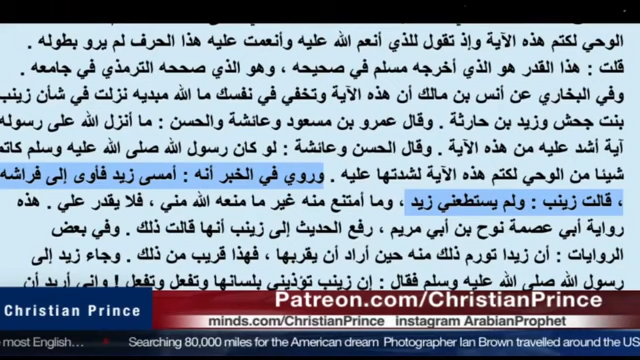 الوحي لكتم هذه الآية وإذ تقول للذي أنعم الله عليه وأنعمت عليه هذا الحرف لم يرو بطوله .
قلت : هذا القدر هو الذي أخرجه مسلم في صحيحه ، وهو الذي صححه الترمذي في جامعه .
وفي البخاري عن أنس بن مالك أن هذه الآية وتخفي في نفسك ما الله مبديه نزلت في شأن زينب
بنت جحش وزيد بن حارثة . وقال عمرو بن مسعود وعائشة والحسن : ما أنزل الله على رسوله
آية أشد عليه من هذه الآية . وقال الحسن وعائشة : لو كان رسول الله صلى الله عليه وسلم كاتما
شيئا من الوحي لكتم هذه الآية لشدتها عليه . وروي في الخبر أنه : أمسى زيد فأوى إلى فراشه
، قالت زينب : ولم يستطعني زيد ، وما أمتنع منه غير ما منعه الله مني ، فلا يقدر علي . هذه
رواية أبي عصمة نوح بن أبي مريم ، رفع الحديث إلى زينب أنها قالت ذلك . وفي بعض
الروايات : أن زيدا تورم ذلك منه حين أراد أن يقربها ، فهذا قريب من ذلك . وجاء زيد إلى
رسول الله صلى الله عليه وسلم فقال : إن زينب تؤذيني بلسانها وتفعل وتفعل ! وإني أريد أن
Patreon.com/ChristianPrince
Christian Prince
minds.com/ChristianPrince instagram ArabianProphet
most English... Searching 80,000 miles for the American dream Photographer Ian Brown travelled around the US